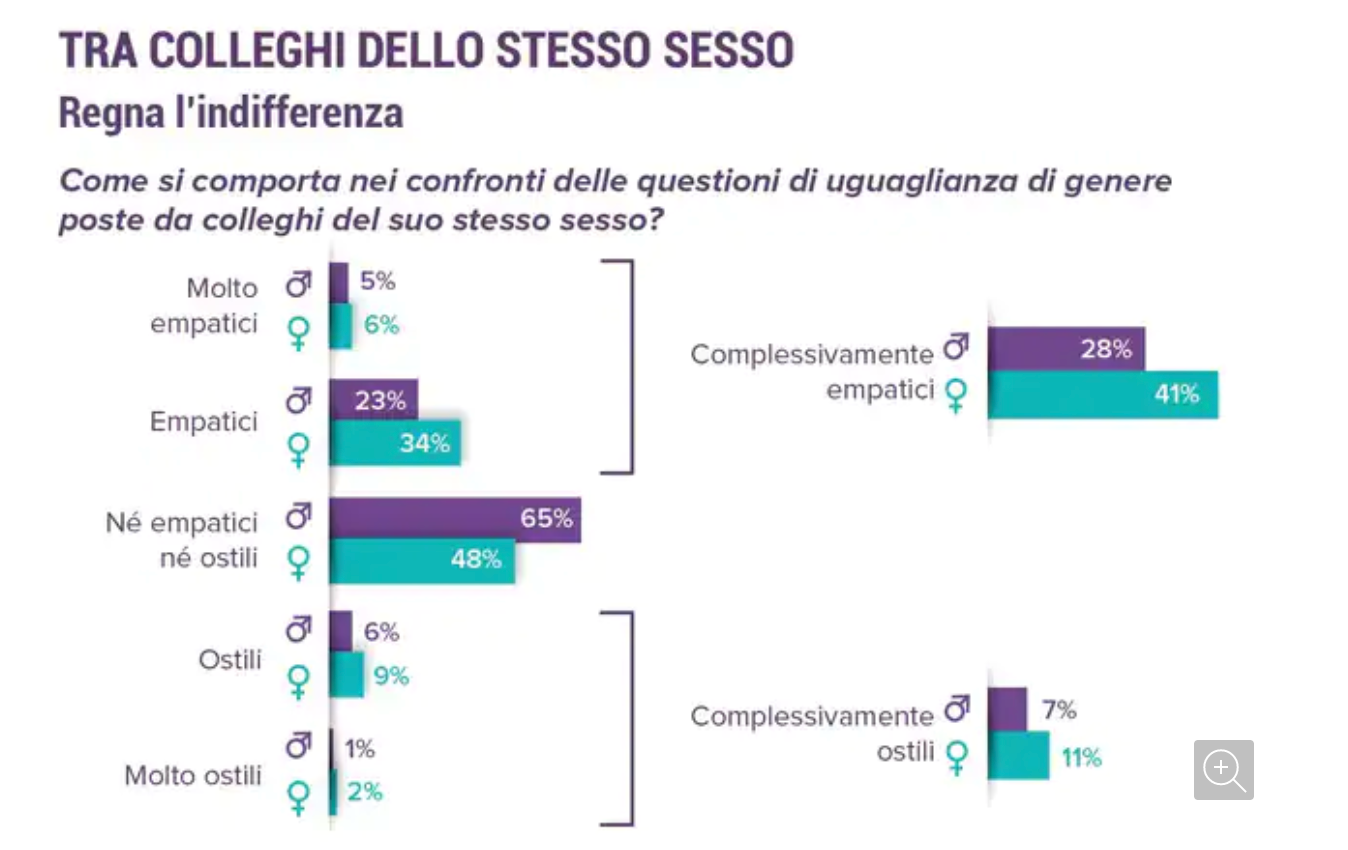 TRA COLLEGHI DELLO STESSO SESSO
Regna l'indifferenza
Come si comporta nei confronti delle questioni di uguaglianza di genere
poste da colleghi del suo stesso sesso?
Molto
empatici
5%
6%
Empatici
23%
34%
Né empatici
né ostili
65%
48%
Ostili
6%
9%
Molto ostili
1%
2%
Complessivamente
empatici
28%
41%
Complessivamente
ostili
7%
11%